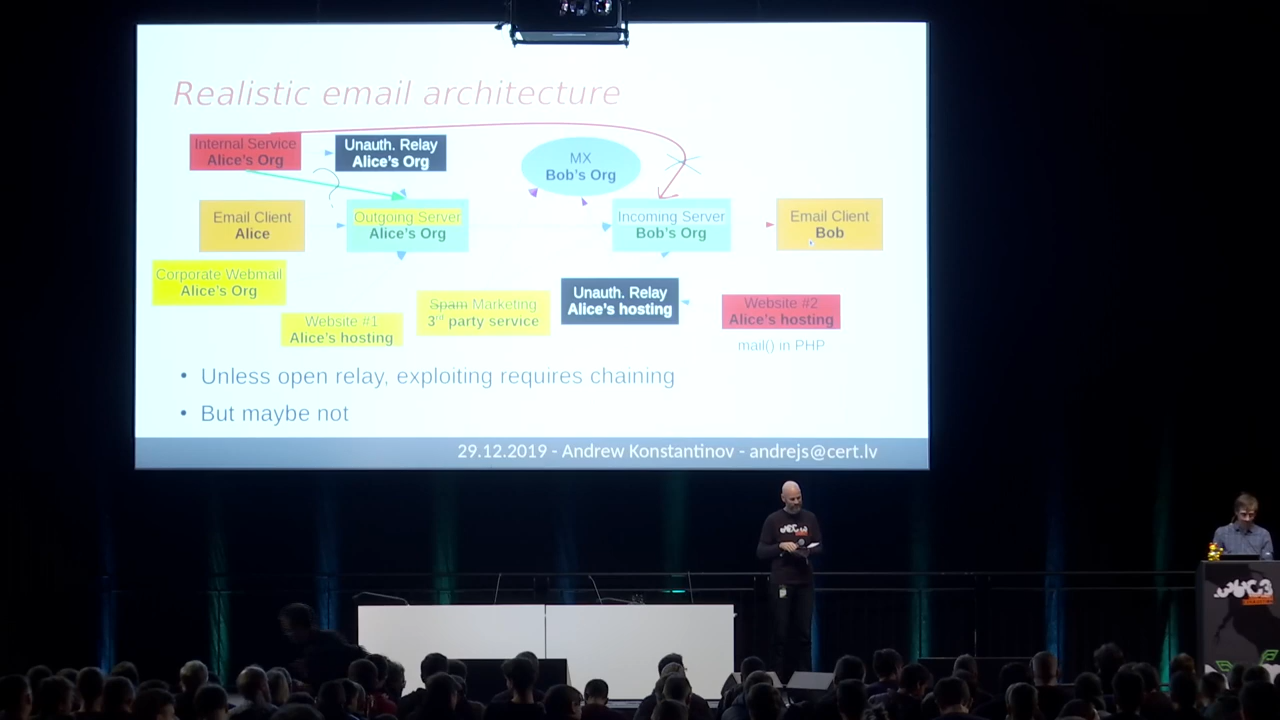 Realistic email architecture
Internal Service
Alice's Org
Unauth. Relay
Alice's Org
MX
Bob's Org
Email Client
Alice
Outgoing Server
Alice's Org
Incoming Server
Bob's Org
Email Client
Bob
Corporate Webmail
Alice's Org
Website #1
Alice's hosting
Spam Marketing
3rd party service
Unauth. Relay
Alice's hosting
Website #2
Alice's hosting
mail() in PHP
• Unless open relay, exploiting requires chaining
• But maybe not
29.12.2019 - Andrew Konstantinov - andrejs@cert.lv